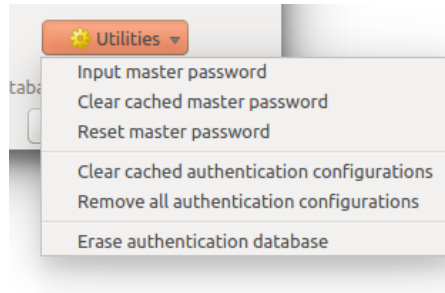 Utilities
Input master password
Clear cached master password
Reset master password
Clear cached authentication configurations
Remove all authentication configurations
Erase authentication database